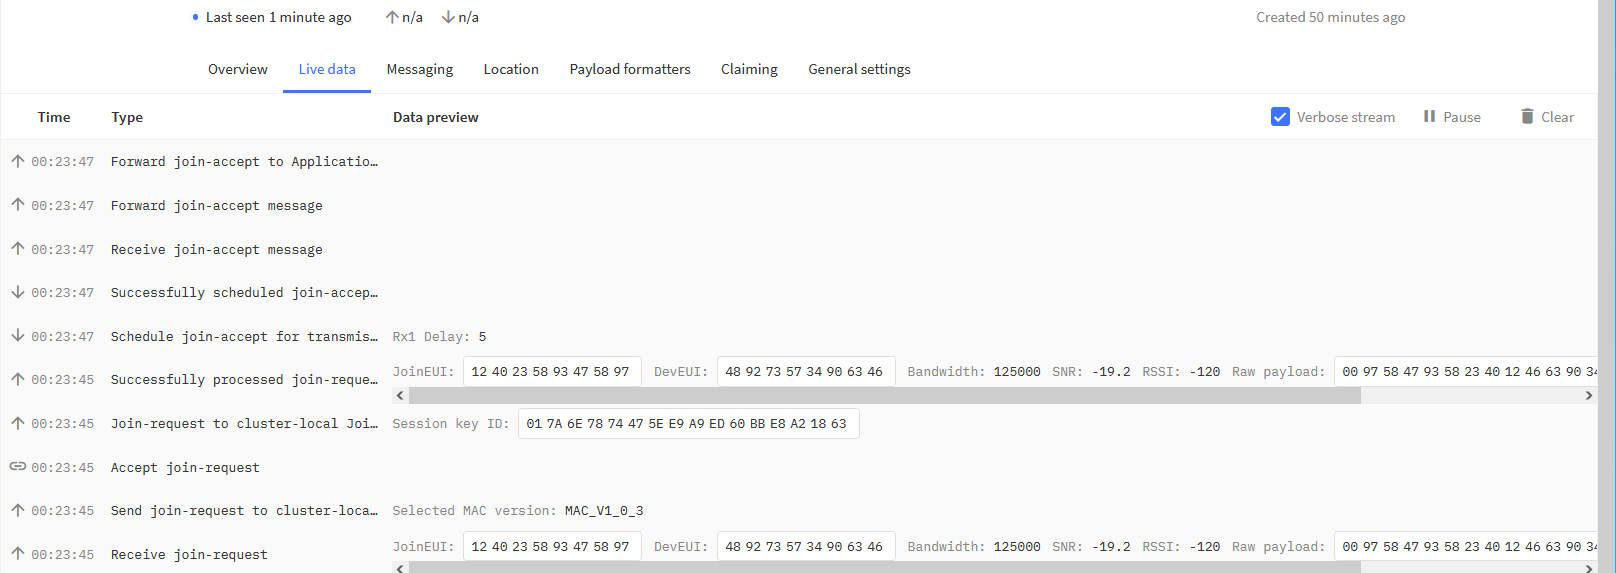 Last seen 1 minute ago n/a n/a Created 50 minutes ago
Overview Live data Messaging Location Payload formatters Claiming General settings
Time Type Data preview Verbose stream Pause Clear
00:23:47 Forward join-accept to Applicatio…
00:23:47 Forward join-accept message
00:23:47 Receive join-accept message
00:23:47 Successfully scheduled join-accep…
00:23:47 Schedule join-accept for transmis… Rx1 Delay: 5
00:23:45 Successfully processed join-reque… JoinEUI: 12 40 23 58 93 47 58 97 DevEUI: 48 92 73 57 34 90 63 46 Bandwidth: 125000 SNR: -19.2 RSSI: -120 Raw payload: 00 97 58 47 93 58 23 40 12 46 63 90 34
00:23:45 Join-request to cluster-local Joi… Session key ID: 01 7A 6E 78 74 47 5E E9 A9 ED 60 BB E8 A2 18 63
00:23:45 Accept join-request
00:23:45 Send join-request to cluster-loca… Selected MAC version: MAC_V1_0_3
00:23:45 Receive join-request JoinEUI: 12 40 23 58 93 47 58 97 DevEUI: 48 92 73 57 34 90 63 46 Bandwidth: 125000 SNR: -19.2 RSSI: -120 Raw payload: 00 97 58 47 93 58 23 40 12 46 63 90 34